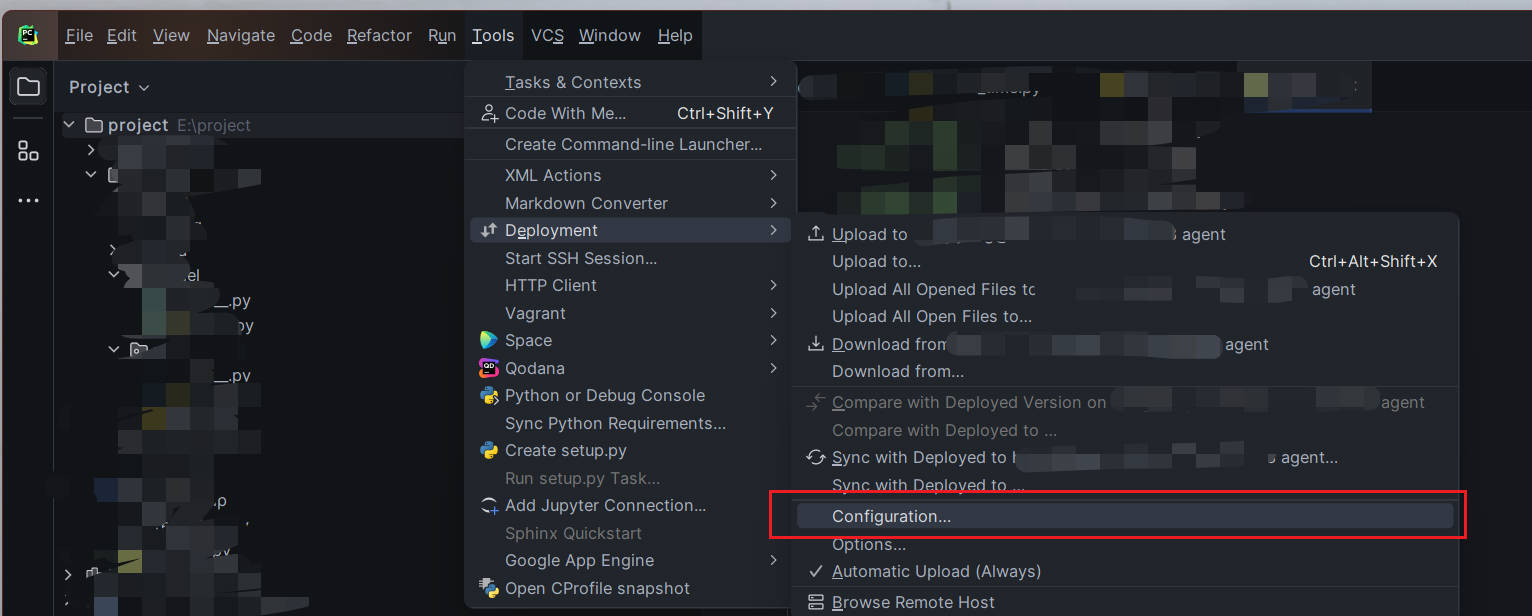 PC
File Edit View Navigate Code Refactor Run Tools VCS Window Help
Project
project E:\project
el
__.py
py
__.py
Tasks & Contexts
Code With Me... Ctrl+Shift+Y
Create Command-line Launcher...
XML Actions
Markdown Converter
Deployment
Start SSH Session...
HTTP Client
Vagrant
Space
QD
Qodana
Python or Debug Console
Sync Python Requirements...
Create setup.py
Run setup.py Task...
Add Jupyter Connection...
Sphinx Quickstart
Google App Engine
Open CProfile snapshot
Upload to agent
Upload to... Ctrl+Alt+Shift+X
Upload All Opened Files to agent
Upload All Open Files to...
Download from agent
Download from...
Compare with Deployed Version on agent
Compare with Deployed to ...
Sync with Deployed to agent...
Sync with Deployed to ...
Configuration...
Options...
Automatic Upload (Always)
Browse Remote Host